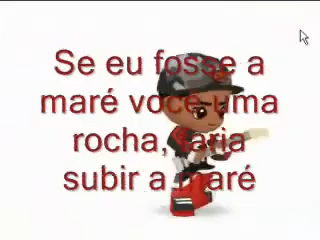 Se eu fosse a
maré você uma
rocha, faria
subir a maré